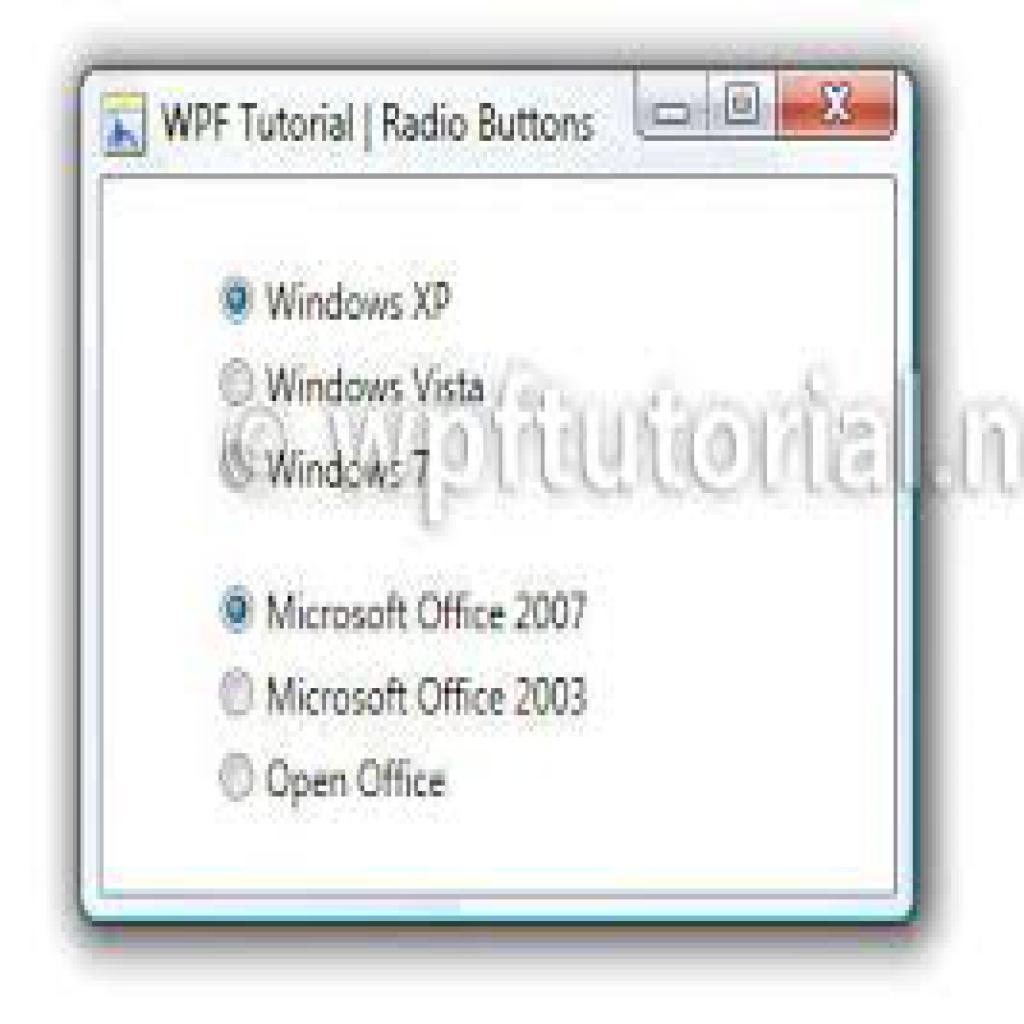 WPF Tutorial | Radio Buttons
Windows XP
Windows Vista
© wpftutorial.n
Windows 7
Microsoft Office 2007
Microsoft Office 2003
Open Office